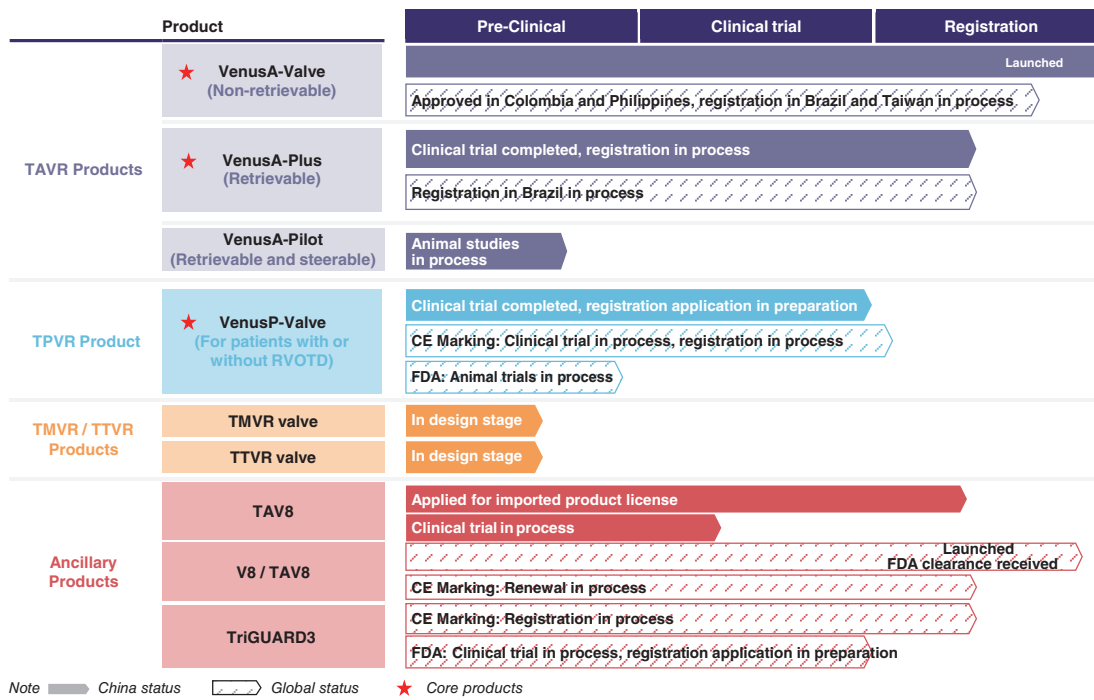 Product
Pre-Clinical
Clinical trial
Registration
TAVR Products
VenusA-Valve
(Non-retrievable)
Launched
Approved in Colombia and Philippines, registration in Brazil and Taiwan in process
VenusA-Plus
(Retrievable)
Clinical trial completed, registration in process
Registration in Brazil in process
VenusA-Pilot
(Retrievable and steerable)
Animal studies
in process
TPVR Product
VenusP-Valve
(For patients with or
without RVOTD)
Clinical trial completed, registration application in preparation
CE Marking: Clinical trial in process, registration in process
FDA: Animal trials in process
TMVR / TTVR
Products
TMVR valve
In design stage
TTVR valve
In design stage
Ancillary
Products
TAV8
Applied for imported product license
Clinical trial in process
V8 / TAV8
Launched
FDA clearance received
CE Marking: Renewal in process
TriGUARD3
CE Marking: Registration in process
FDA: Clinical trial in process, registration application in preparation
Note
China status
Global status
Core products